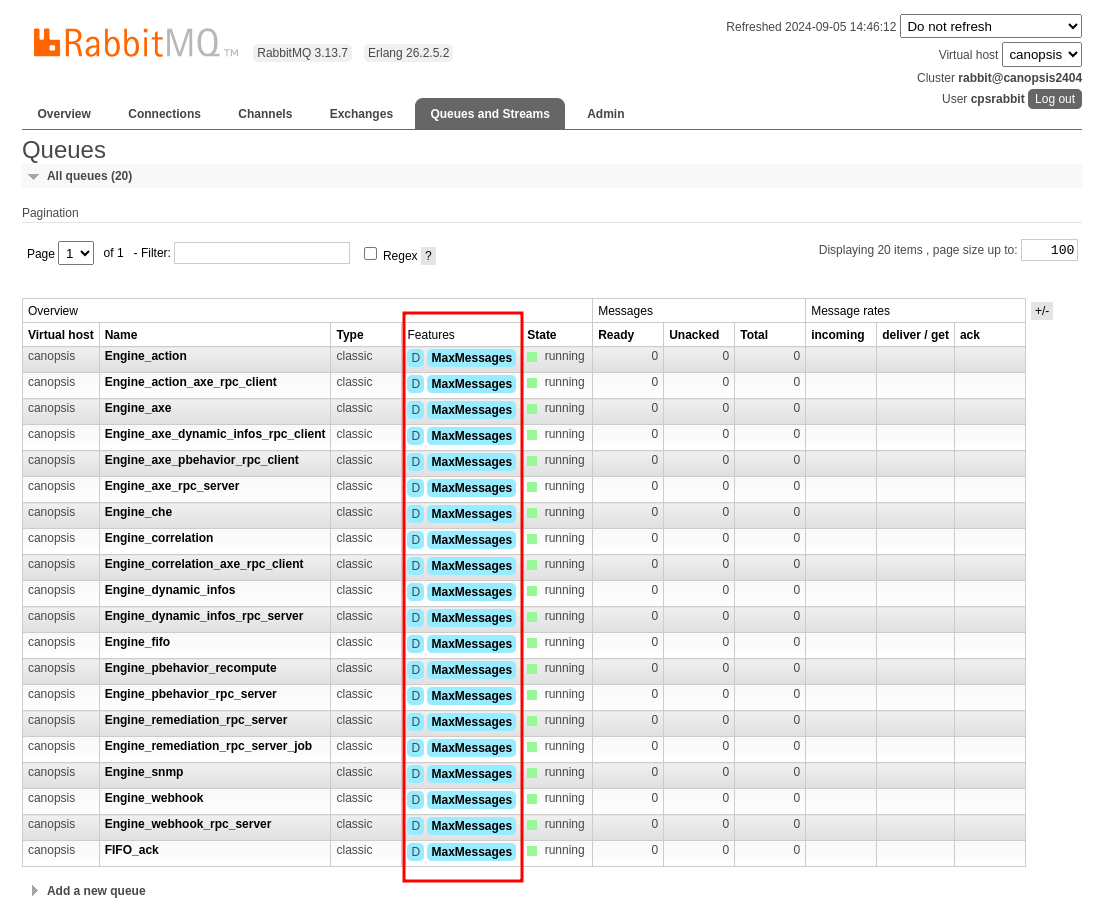 RabbitMQ TM RabbitMQ 3.13.7 Erlang 26.2.5.2
Refreshed 2024-09-05 14:46:12 Do not refresh
Virtual host canopsis
Cluster rabbit@canopsis2404
User cpsrabbit Log out
Overview Connections Channels Exchanges Queues and Streams Admin
Queues
All queues (20)
Pagination
Page 1 of 1 - Filter: Regex ? Displaying 20 items , page size up to: 100
Overview Messages Message rates +/-
Virtual host Name Type Features State Ready Unacked Total incoming deliver / get ack
canopsis Engine_action classic D MaxMessages running 0 0 0
canopsis Engine_action_axe_rpc_client classic D MaxMessages running 0 0 0
canopsis Engine_axe classic D MaxMessages running 0 0 0
canopsis Engine_axe_dynamic_infos_rpc_client classic D MaxMessages running 0 0 0
canopsis Engine_axe_pbehavior_rpc_client classic D MaxMessages running 0 0 0
canopsis Engine_axe_rpc_server classic D MaxMessages running 0 0 0
canopsis Engine_che classic D MaxMessages running 0 0 0
canopsis Engine_correlation classic D MaxMessages running 0 0 0
canopsis Engine_correlation_axe_rpc_client classic D MaxMessages running 0 0 0
canopsis Engine_dynamic_infos classic D MaxMessages running 0 0 0
canopsis Engine_dynamic_infos_rpc_server classic D MaxMessages running 0 0 0
canopsis Engine_fifo classic D MaxMessages running 0 0 0
canopsis Engine_pbehavior_recompute classic D MaxMessages running 0 0 0
canopsis Engine_pbehavior_rpc_server classic D MaxMessages running 0 0 0
canopsis Engine_remediation_rpc_server classic D MaxMessages running 0 0 0
canopsis Engine_remediation_rpc_server_job classic D MaxMessages running 0 0 0
canopsis Engine_snmp classic D MaxMessages running 0 0 0
canopsis Engine_webhook classic D MaxMessages running 0 0 0
canopsis Engine_webhook_rpc_server classic D MaxMessages running 0 0 0
canopsis FIFO_ack classic D MaxMessages running 0 0 0
Add a new queue